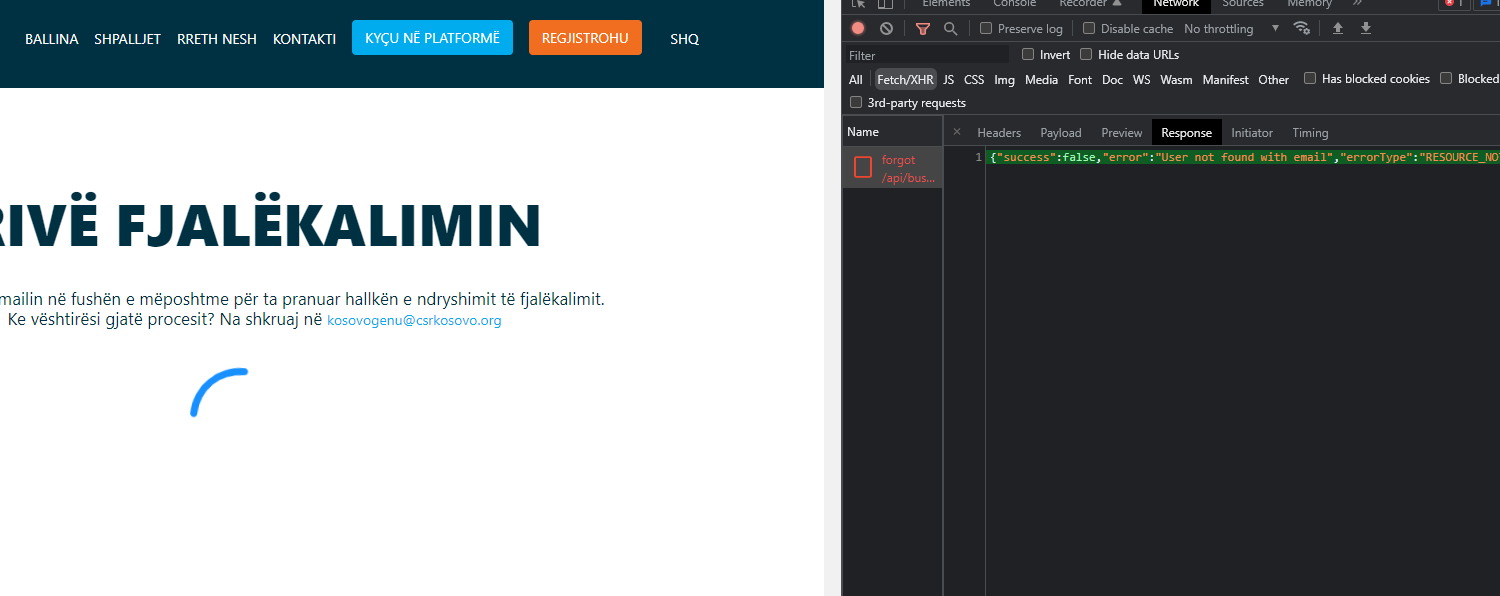 BALLINA SHPALLJET RRETH NESH KONTAKTI KYÇU NË PLATFORMË REGJISTROHU SHQ
RIVË FJALËKALIMIN
mailin në fushën e mëposhtme për ta pranuar hallkën e ndryshimit të fjalëkalimit.
Ke vështirësi gjatë procesit? Na shkruaj në kosovogenu@csrkosovo.org
Elements Console Recorder Network Sources Memory » 1
Preserve log Disable cache No throttling
Filter Invert Hide data URLs
All Fetch/XHR JS CSS Img Media Font Doc WS Wasm Manifest Other Has blocked cookies Blocked
3rd-party requests
Name × Headers Payload Preview Response Initiator Timing
forgot
/api/bus...
1 {"success":false,"error":"User not found with email","errorType":"RESOURCE_NO